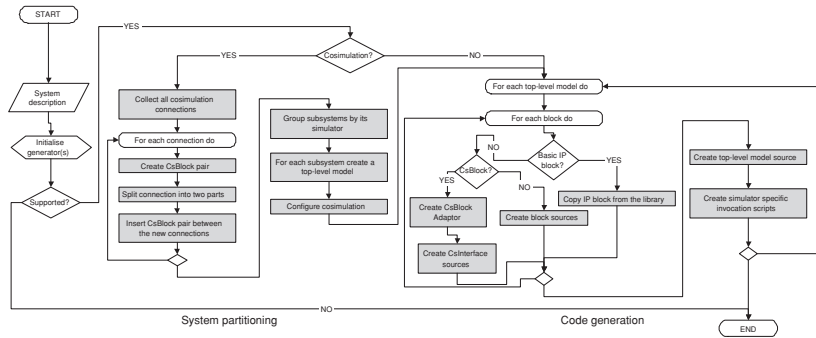 START
System
description
Initialise
generator(s)
Supported?
YES
Cosimulation?
YES
NO
Collect all cosimulation
connections
For each connection do
Create CsBlock pair
Split connection into two parts
Insert CsBlock pair between
the new connections
Group subsystems by its
simulator
For each subsystem create a
top-level model
Configure cosimulation
For each top-level model do
For each block do
Basic IP
block?
NO
YES
CsBlock?
YES
NO
Create CsBlock
Adaptor
Create CsInterface
sources
Create block sources
Copy IP block from the library
Create top-level model source
Create simulator specific
invocation scripts
NO
END
System partitioning
Code generation